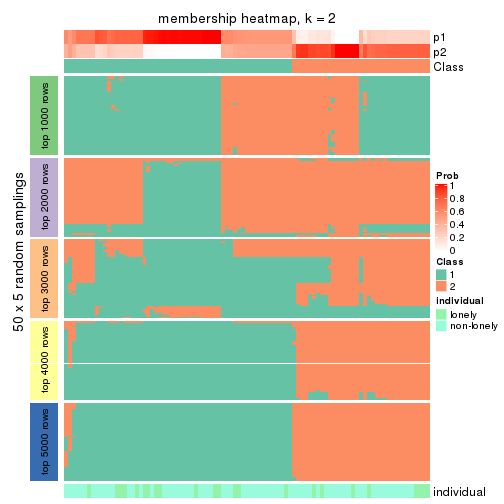 membership heatmap, k = 2
p1
p2
Class
50 x 5 random samplings
top 1000 rows
top 2000 rows
top 3000 rows
top 4000 rows
top 5000 rows
Prob
1
0.8
0.6
0.4
0.2
0
Class
1
2
individual
lonely
non-lonely
individual